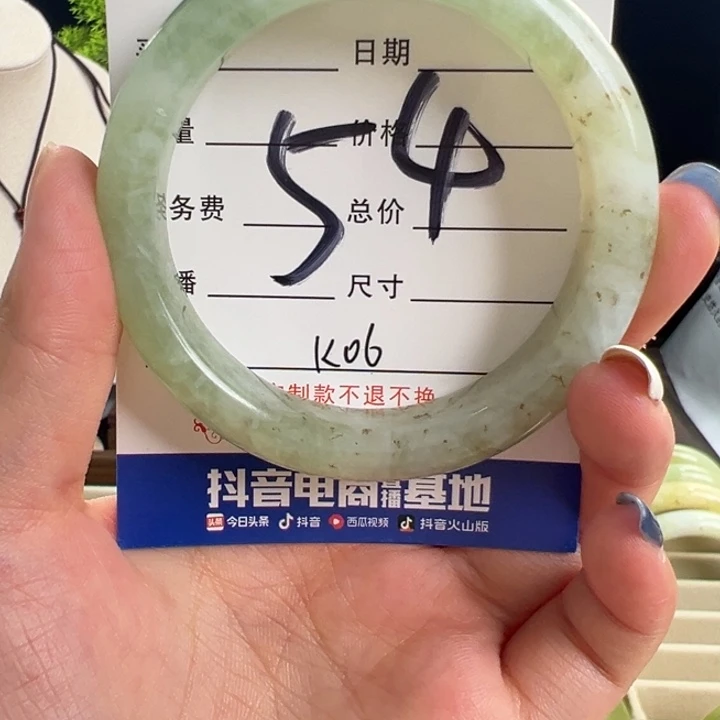 日期
量 价格
54
务费 总价
播 尺寸
K06
制款不退不换
抖音电商直播基地
头条 今日头条 抖音 西瓜视频 抖音火山版